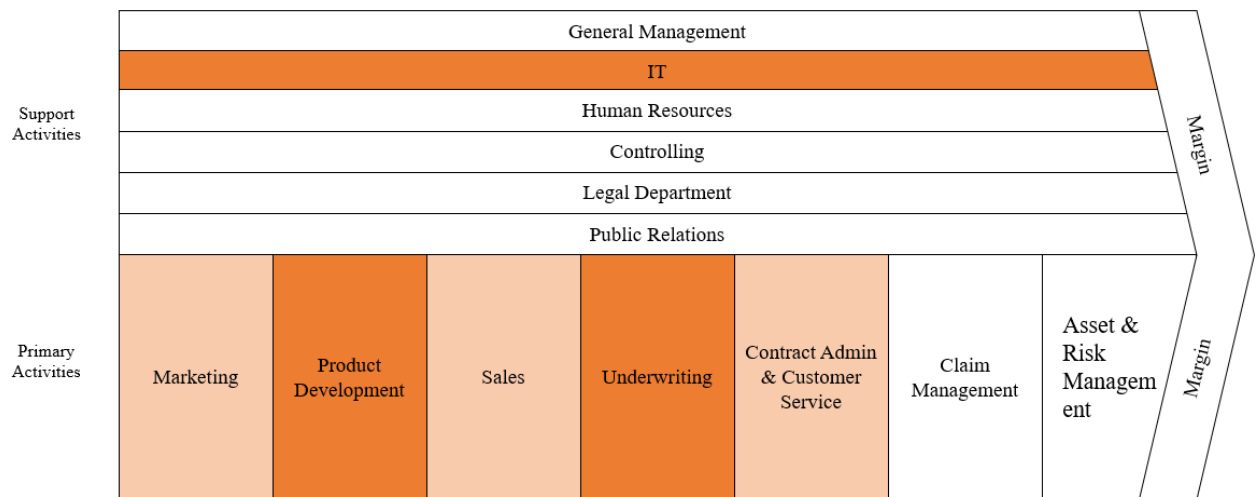 General Management
IT
Human Resources
Controlling
Legal Department
Public Relations
Support
Activities
Margin
Primary
Activities
Marketing
Product
Development
Sales
Underwriting
Contract Admin
& Customer
Service
Claim
Management
Asset &
Risk
Managem
ent
Margin